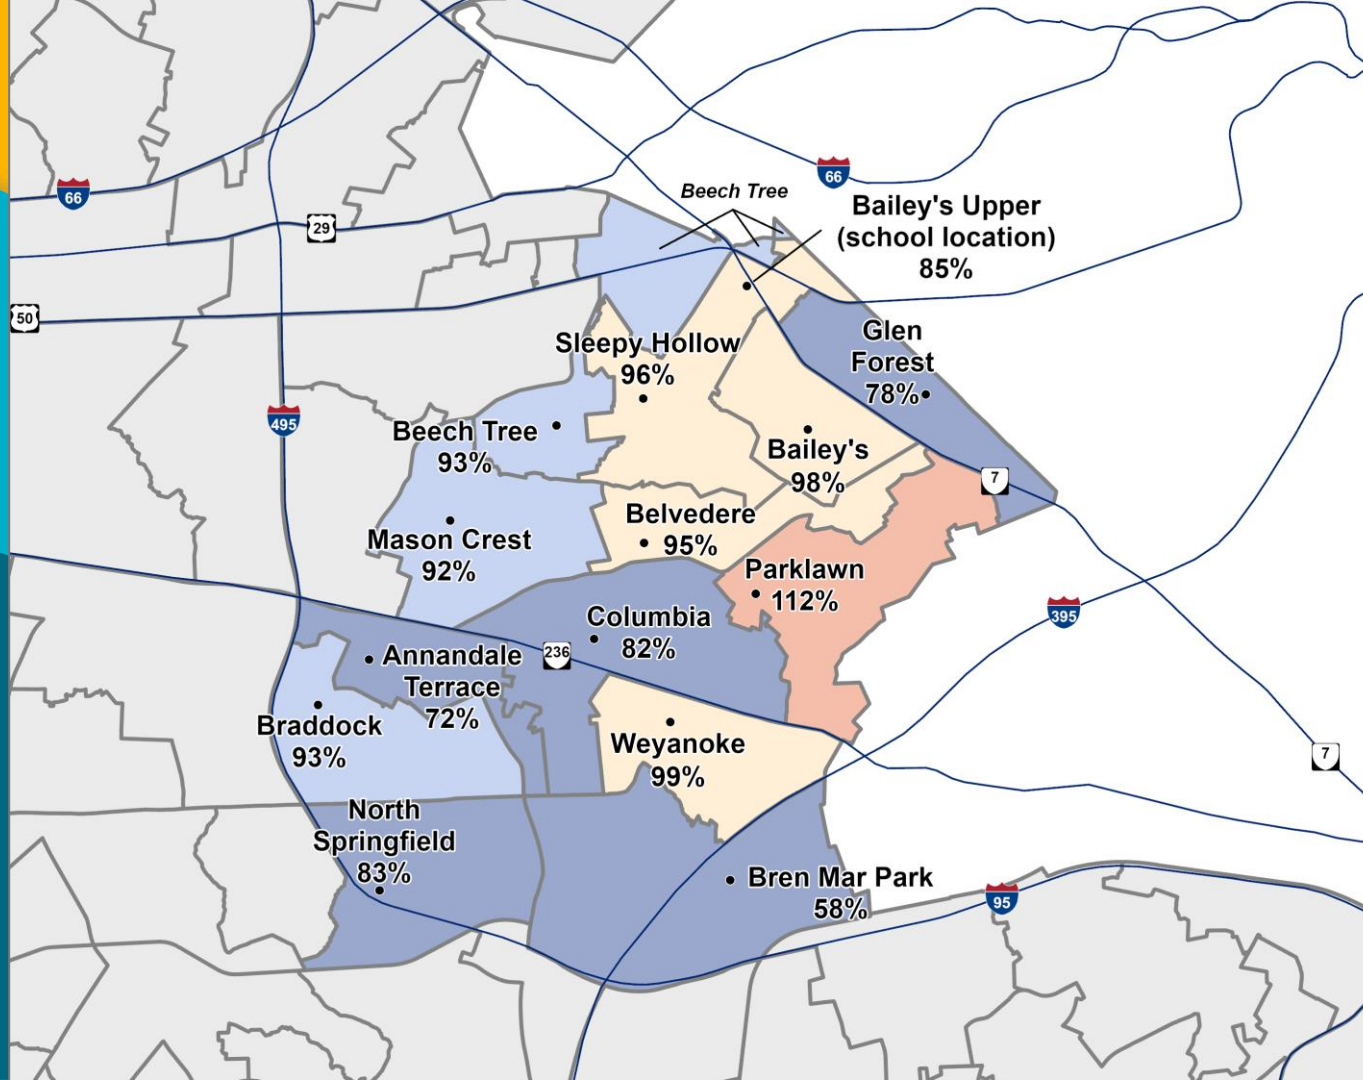 66
Beech Tree
66
Bailey's Upper
(school location)
85%
29
50
Glen
Forest
78%
Sleepy Hollow
96%
495
Beech Tree
93%
Bailey's
98%
7
Belvedere
95%
Mason Crest
92%
Parklawn
112%
395
Columbia
82%
236
Annandale
Terrace
72%
Braddock
93%
Weyanoke
99%
7
North
Springfield
83%
Bren Mar Park
58%
95